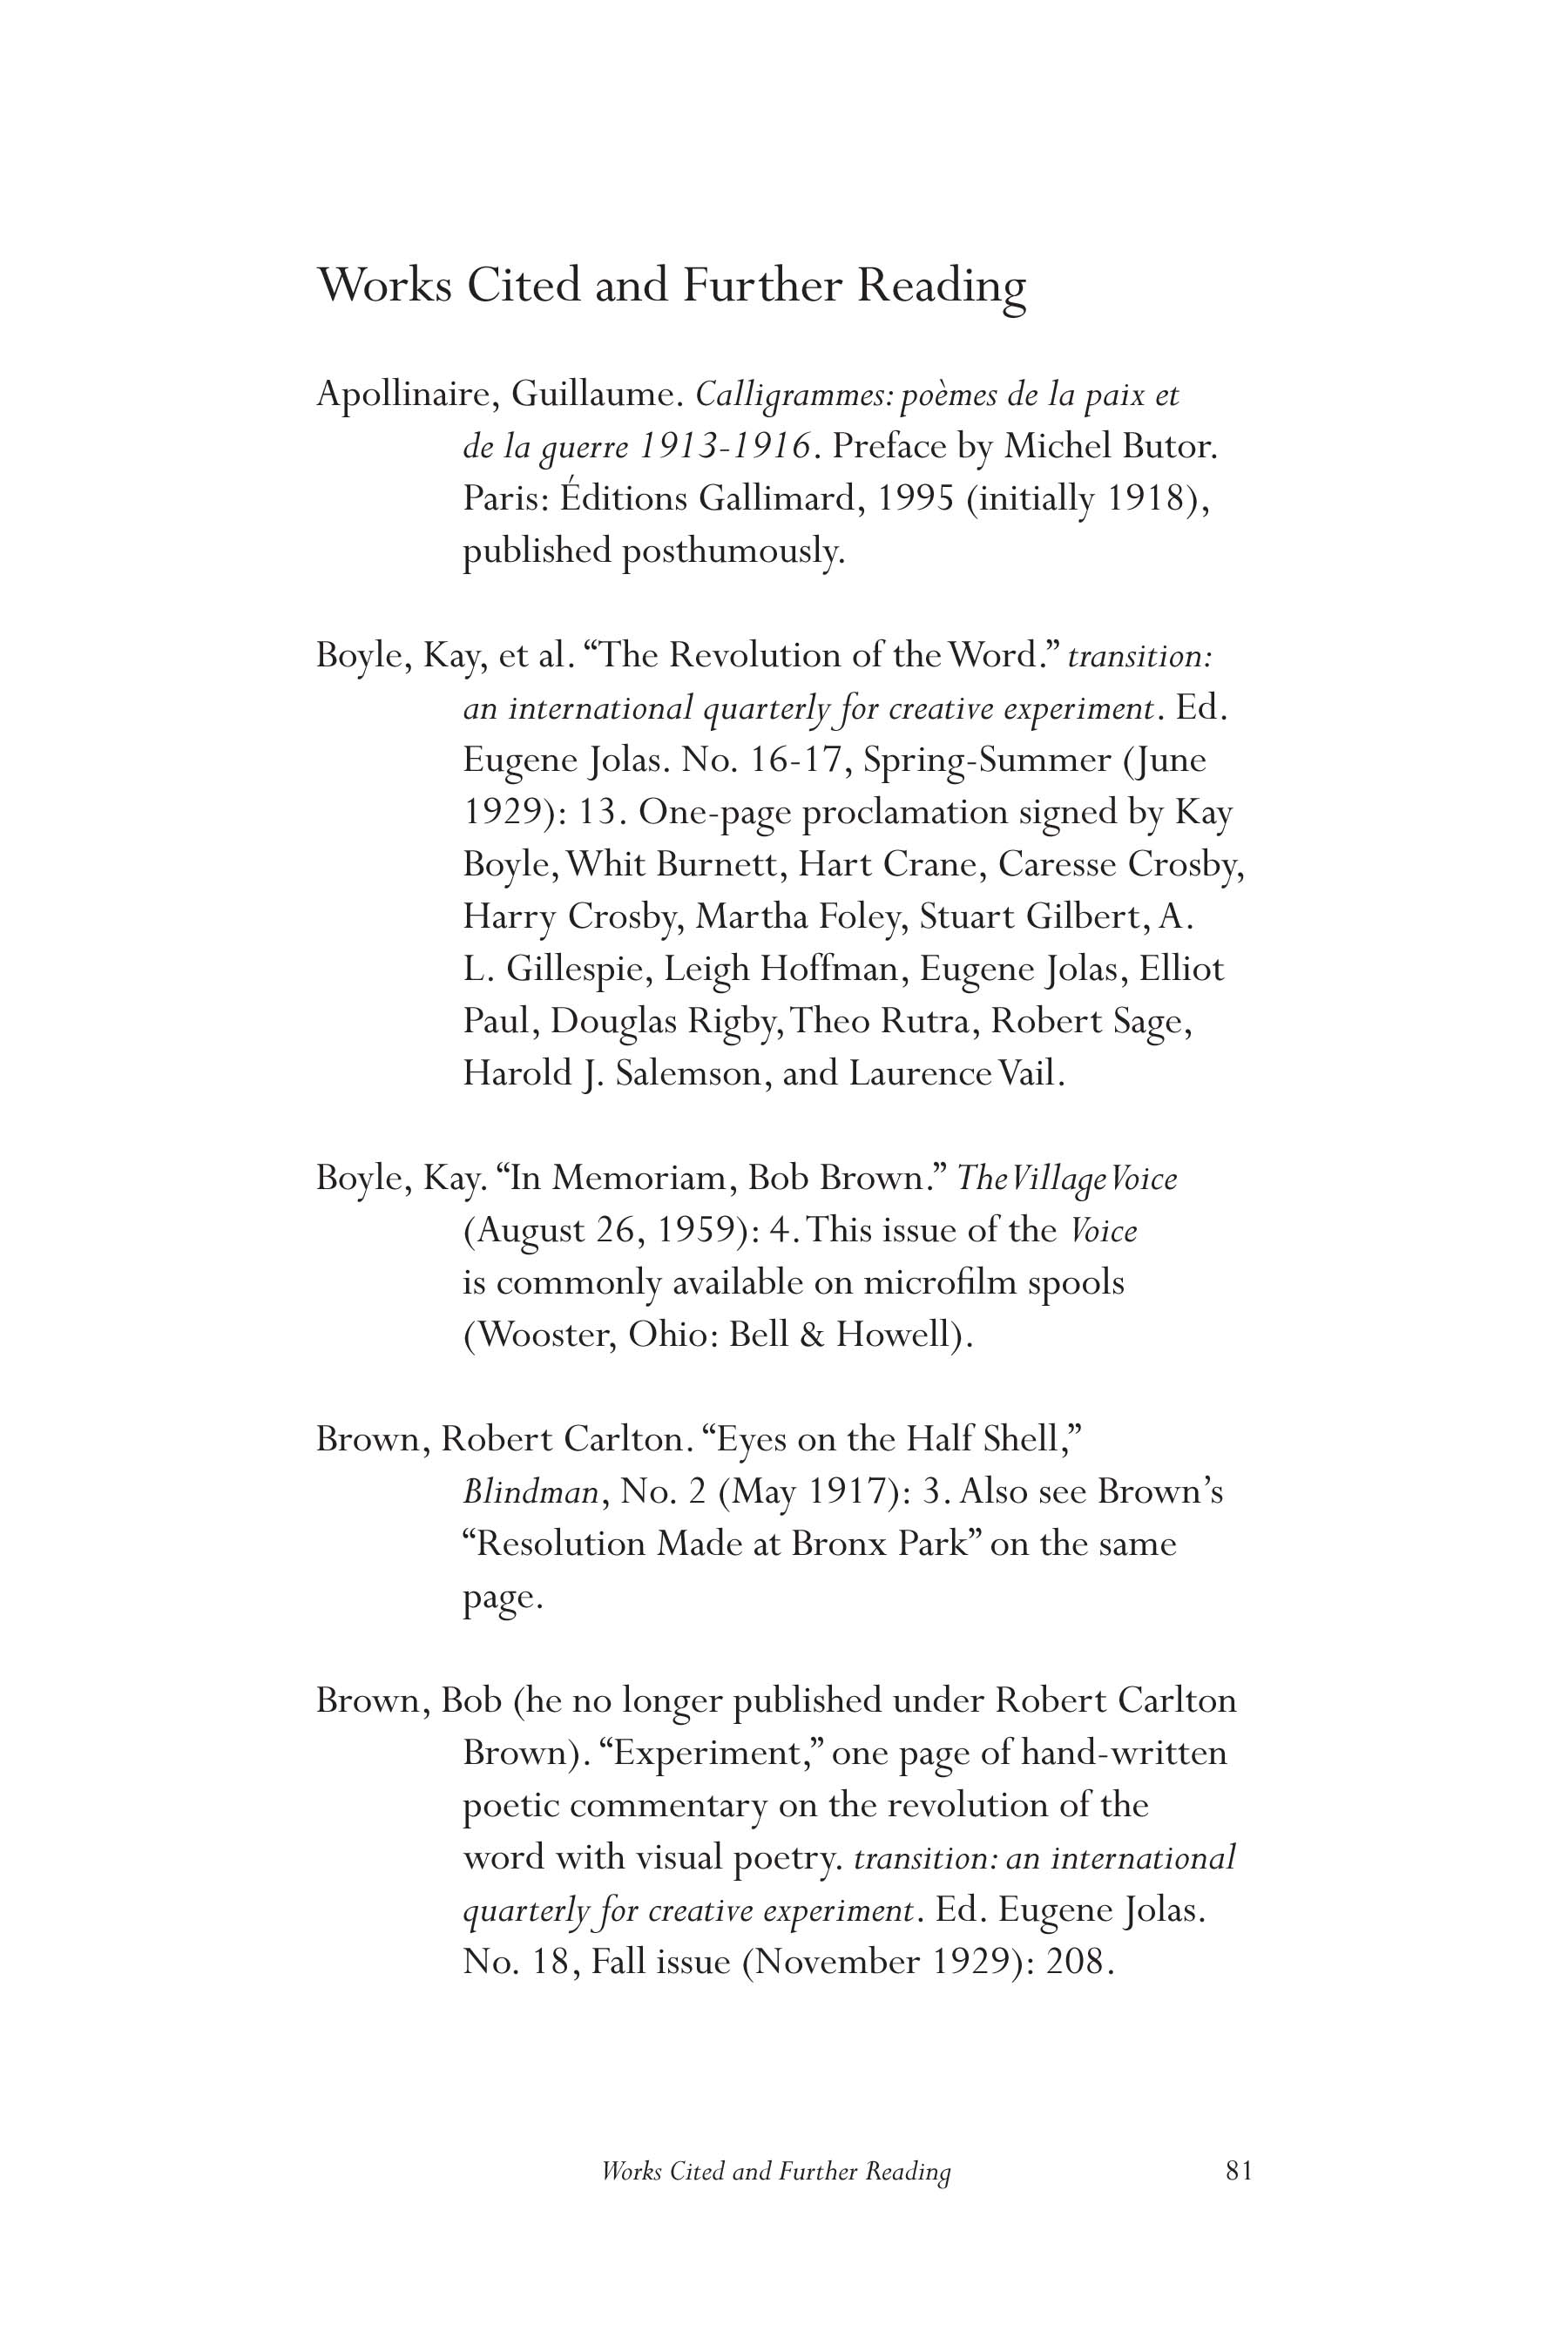 Works Cited and Further Reading
Apollinaire, Guillaume. Calligrammes: poèmes de la paix et
de la guerre 1913-1916. Preface by Michel Butor.
Paris: Éditions Gallimard, 1995 (initially 1918),
published posthumously.
Boyle, Kay, et al. “The Revolution of the Word.” transition:
an international quarterly for creative experiment. Ed.
Eugene Jolas. No. 16-17, Spring-Summer (June
1929): 13. One-page proclamation signed by Kay
Boyle, Whit Burnett, Hart Crane, Caresse Crosby,
Harry Crosby, Martha Foley, Stuart Gilbert, A.
L. Gillespie, Leigh Hoffman, Eugene Jolas, Elliot
Paul, Douglas Rigby, Theo Rutra, Robert Sage,
Harold J. Salemson, and Laurence Vail.
Boyle, Kay. “In Memoriam, Bob Brown.” The Village Voice
(August 26, 1959): 4. This issue of the Voice
is commonly available on microfilm spools
(Wooster, Ohio: Bell & Howell).
Brown, Robert Carlton. “Eyes on the Half Shell,”
Blindman, No. 2 (May 1917): 3. Also see Brown’s
“Resolution Made at Bronx Park” on the same
page.
Brown, Bob (he no longer published under Robert Carlton
Brown). “Experiment,” one page of hand-written
poetic commentary on the revolution of the
word with visual poetry. transition: an international
quarterly for creative experiment. Ed. Eugene Jolas.
No. 18, Fall issue (November 1929): 208.
Works Cited and Further Reading 81